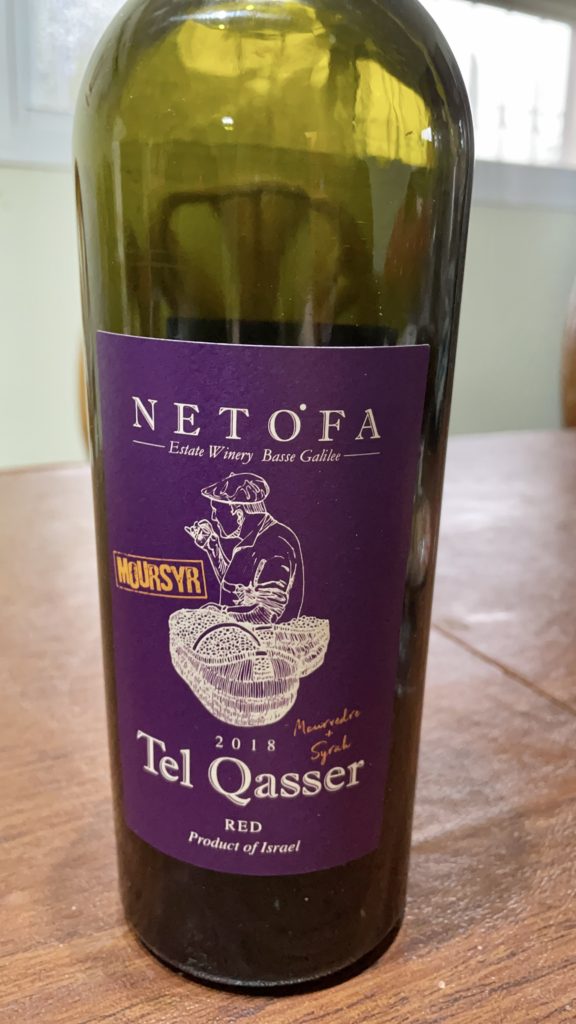 NETOFA
Estate Winery Basse Galilee
MOURSYR
2018
Mourvedre
+
Syrah
Tel Qasser
RED
Product of Israel